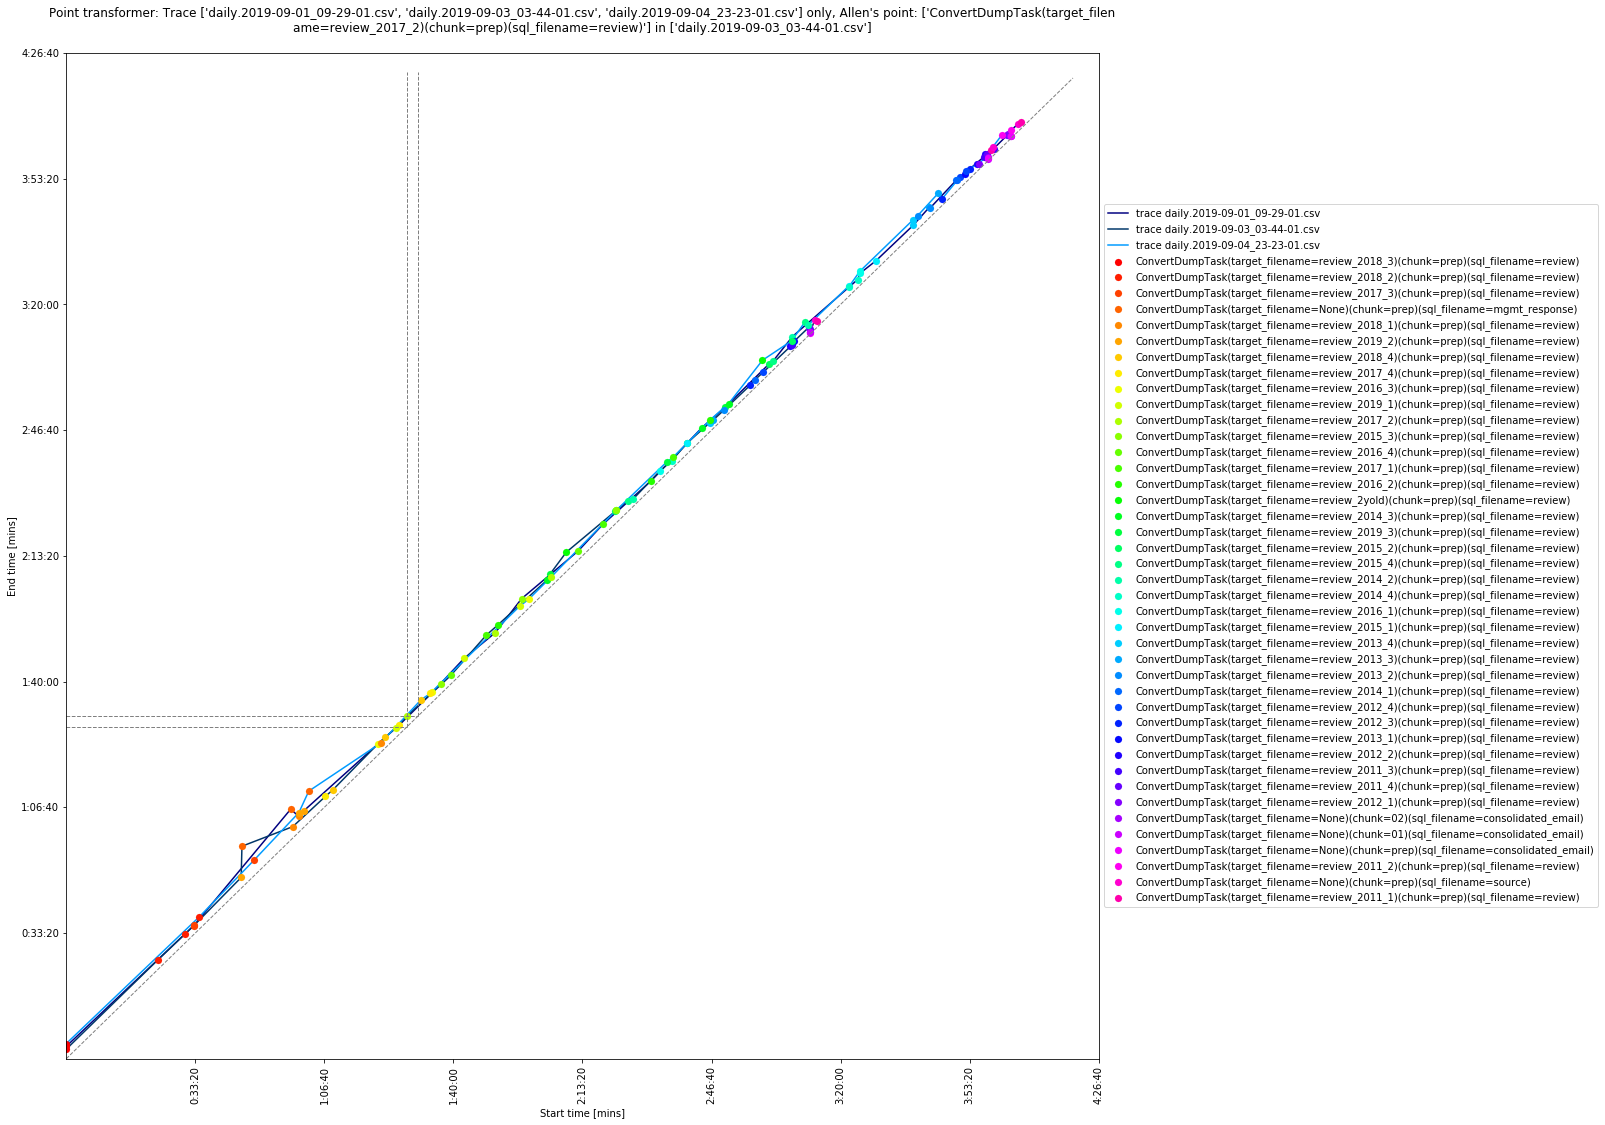 Point transformer: Trace ['daily.2019-09-01_09-29-01.csv', 'daily.2019-09-03_03-44-01.csv', 'daily.2019-09-04_23-23-01.csv'] only, Allen's point: ['ConvertDumpTask(target_filen
ame=review_2017_2)(chunk=prep)(sql_filename=review)'] in ['daily.2019-09-03_03-44-01.csv']
4:26:40
3:53:20
3:20:00
2:46:40
2:13:20
1:40:00
1:06:40
0:33:20
End time [mins]
0:33:20
1:06:40
1:40:00
2:13:20
2:46:40
3:20:00
3:53:20
4:26:40
Start time [mins]
trace daily.2019-09-01_09-29-01.csv
trace daily.2019-09-03_03-44-01.csv
trace daily.2019-09-04_23-23-01.csv
ConvertDumpTask(target_filename=review_2018_3)(chunk=prep)(sql_filename=review)
ConvertDumpTask(target_filename=review_2018_2)(chunk=prep)(sql_filename=review)
ConvertDumpTask(target_filename=review_2017_3)(chunk=prep)(sql_filename=review)
ConvertDumpTask(target_filename=None)(chunk=prep)(sql_filename=mgmt_response)
ConvertDumpTask(target_filename=review_2018_1)(chunk=prep)(sql_filename=review)
ConvertDumpTask(target_filename=review_2019_2)(chunk=prep)(sql_filename=review)
ConvertDumpTask(target_filename=review_2018_4)(chunk=prep)(sql_filename=review)
ConvertDumpTask(target_filename=review_2017_4)(chunk=prep)(sql_filename=review)
ConvertDumpTask(target_filename=review_2016_3)(chunk=prep)(sql_filename=review)
ConvertDumpTask(target_filename=review_2019_1)(chunk=prep)(sql_filename=review)
ConvertDumpTask(target_filename=review_2017_2)(chunk=prep)(sql_filename=review)
ConvertDumpTask(target_filename=review_2015_3)(chunk=prep)(sql_filename=review)
ConvertDumpTask(target_filename=review_2016_4)(chunk=prep)(sql_filename=review)
ConvertDumpTask(target_filename=review_2017_1)(chunk=prep)(sql_filename=review)
ConvertDumpTask(target_filename=review_2016_2)(chunk=prep)(sql_filename=review)
ConvertDumpTask(target_filename=review_2yold)(chunk=prep)(sql_filename=review)
ConvertDumpTask(target_filename=review_2014_3)(chunk=prep)(sql_filename=review)
ConvertDumpTask(target_filename=review_2019_3)(chunk=prep)(sql_filename=review)
ConvertDumpTask(target_filename=review_2015_2)(chunk=prep)(sql_filename=review)
ConvertDumpTask(target_filename=review_2015_4)(chunk=prep)(sql_filename=review)
ConvertDumpTask(target_filename=review_2014_2)(chunk=prep)(sql_filename=review)
ConvertDumpTask(target_filename=review_2014_4)(chunk=prep)(sql_filename=review)
ConvertDumpTask(target_filename=review_2016_1)(chunk=prep)(sql_filename=review)
ConvertDumpTask(target_filename=review_2015_1)(chunk=prep)(sql_filename=review)
ConvertDumpTask(target_filename=review_2013_4)(chunk=prep)(sql_filename=review)
ConvertDumpTask(target_filename=review_2013_3)(chunk=prep)(sql_filename=review)
ConvertDumpTask(target_filename=review_2013_2)(chunk=prep)(sql_filename=review)
ConvertDumpTask(target_filename=review_2014_1)(chunk=prep)(sql_filename=review)
ConvertDumpTask(target_filename=review_2012_4)(chunk=prep)(sql_filename=review)
ConvertDumpTask(target_filename=review_2012_3)(chunk=prep)(sql_filename=review)
ConvertDumpTask(target_filename=review_2013_1)(chunk=prep)(sql_filename=review)
ConvertDumpTask(target_filename=review_2012_2)(chunk=prep)(sql_filename=review)
ConvertDumpTask(target_filename=review_2011_3)(chunk=prep)(sql_filename=review)
ConvertDumpTask(target_filename=review_2011_4)(chunk=prep)(sql_filename=review)
ConvertDumpTask(target_filename=review_2012_1)(chunk=prep)(sql_filename=review)
ConvertDumpTask(target_filename=None)(chunk=02)(sql_filename=consolidated_email)
ConvertDumpTask(target_filename=None)(chunk=01)(sql_filename=consolidated_email)
ConvertDumpTask(target_filename=None)(chunk=prep)(sql_filename=consolidated_email)
ConvertDumpTask(target_filename=review_2011_2)(chunk=prep)(sql_filename=review)
ConvertDumpTask(target_filename=None)(chunk=prep)(sql_filename=source)
ConvertDumpTask(target_filename=review_2011_1)(chunk=prep)(sql_filename=review)